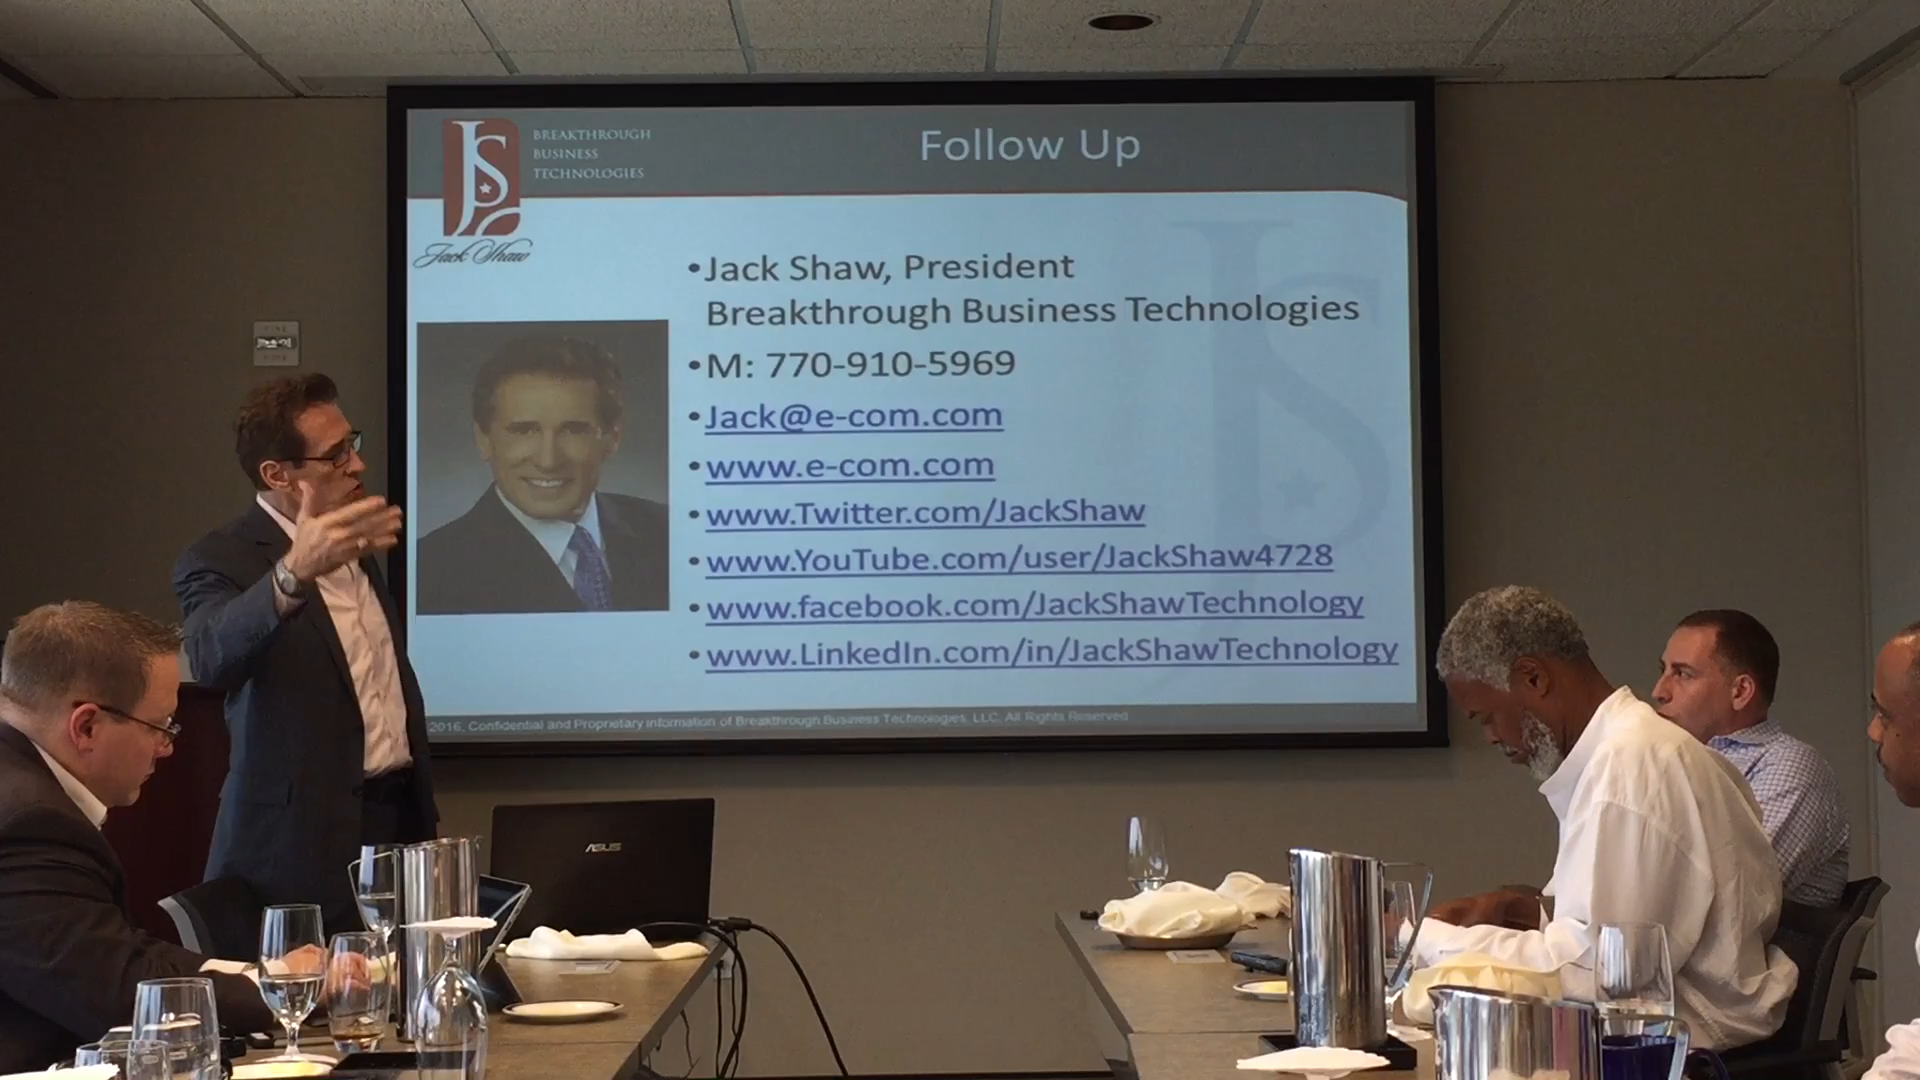 JS
BREAKTHROUGH
BUSINESS
TECHNOLOGIES
Jack Shaw
Follow Up
•Jack Shaw, President
Breakthrough Business Technologies
•M: 770-910-5969
•Jack@e-com.com
•www.e-com.com
•www.Twitter.com/JackShaw
•www.YouTube.com/user/JackShaw4728
•www.facebook.com/JackShawTechnology
•www.LinkedIn.com/in/JackShawTechnology
2016, Confidential and Proprietary information of Breakthrough Business Technologies, LLC. All Rights Reserved
ASUS